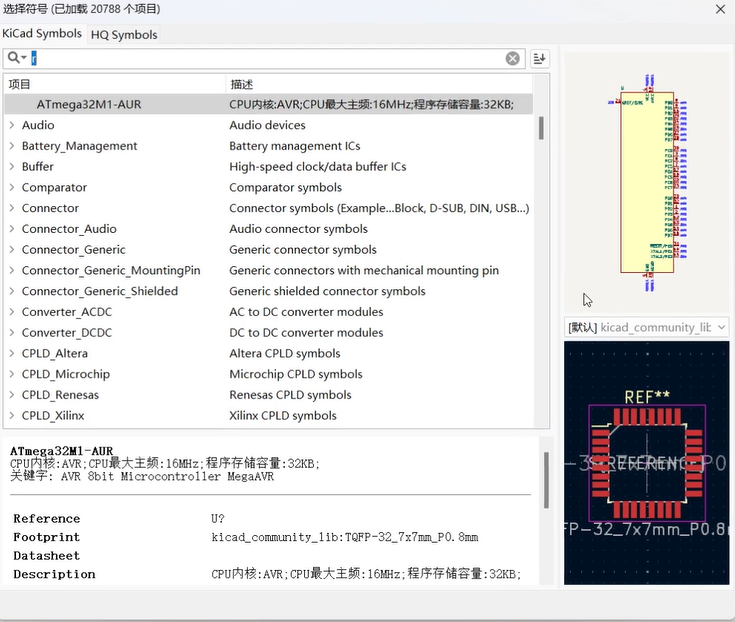 选择符号 (已加载 20788 个项目)
KiCad Symbols HQ Symbols
r
项目 描述
ATmega32M1-AUR CPU内核:AVR;CPU最大主频:16MHz;程序存储容量:32KB;
Audio Audio devices
Battery_Management Battery management ICs
Buffer High-speed clock/data buffer ICs
Comparator Comparator symbols
Connector Connector symbols (Example...Block, D-SUB, DIN, USB...)
Connector_Audio Audio connector symbols
Connector_Generic Generic connector symbols
Connector_Generic_MountingPin Generic connectors with mechanical mounting pin
Connector_Generic_Shielded Generic shielded connector symbols
Converter_ACDC AC to DC converter modules
Converter_DCDC DC to DC converter modules
CPLD_Altera Altera CPLD symbols
CPLD_Microchip Microchip CPLD symbols
CPLD_Renesas Renesas CPLD symbols
CPLD_Xilinx Xilinx CPLD symbols
ATmega32M1-AUR
CPU内核:AVR;CPU最大主频:16MHz;程序存储容量:32KB;
关键字: AVR 8bit Microcontroller MegaAVR
Reference U?
Footprint kicad_community_lib:TQFP-32_7x7mm_P0.8mm
Datasheet
Description CPU内核:AVR;CPU最大主频:16MHz;程序存储容量:32KB;
[默认] kicad_community_lib
REF**
FP-32_7x7mm_P0.8m